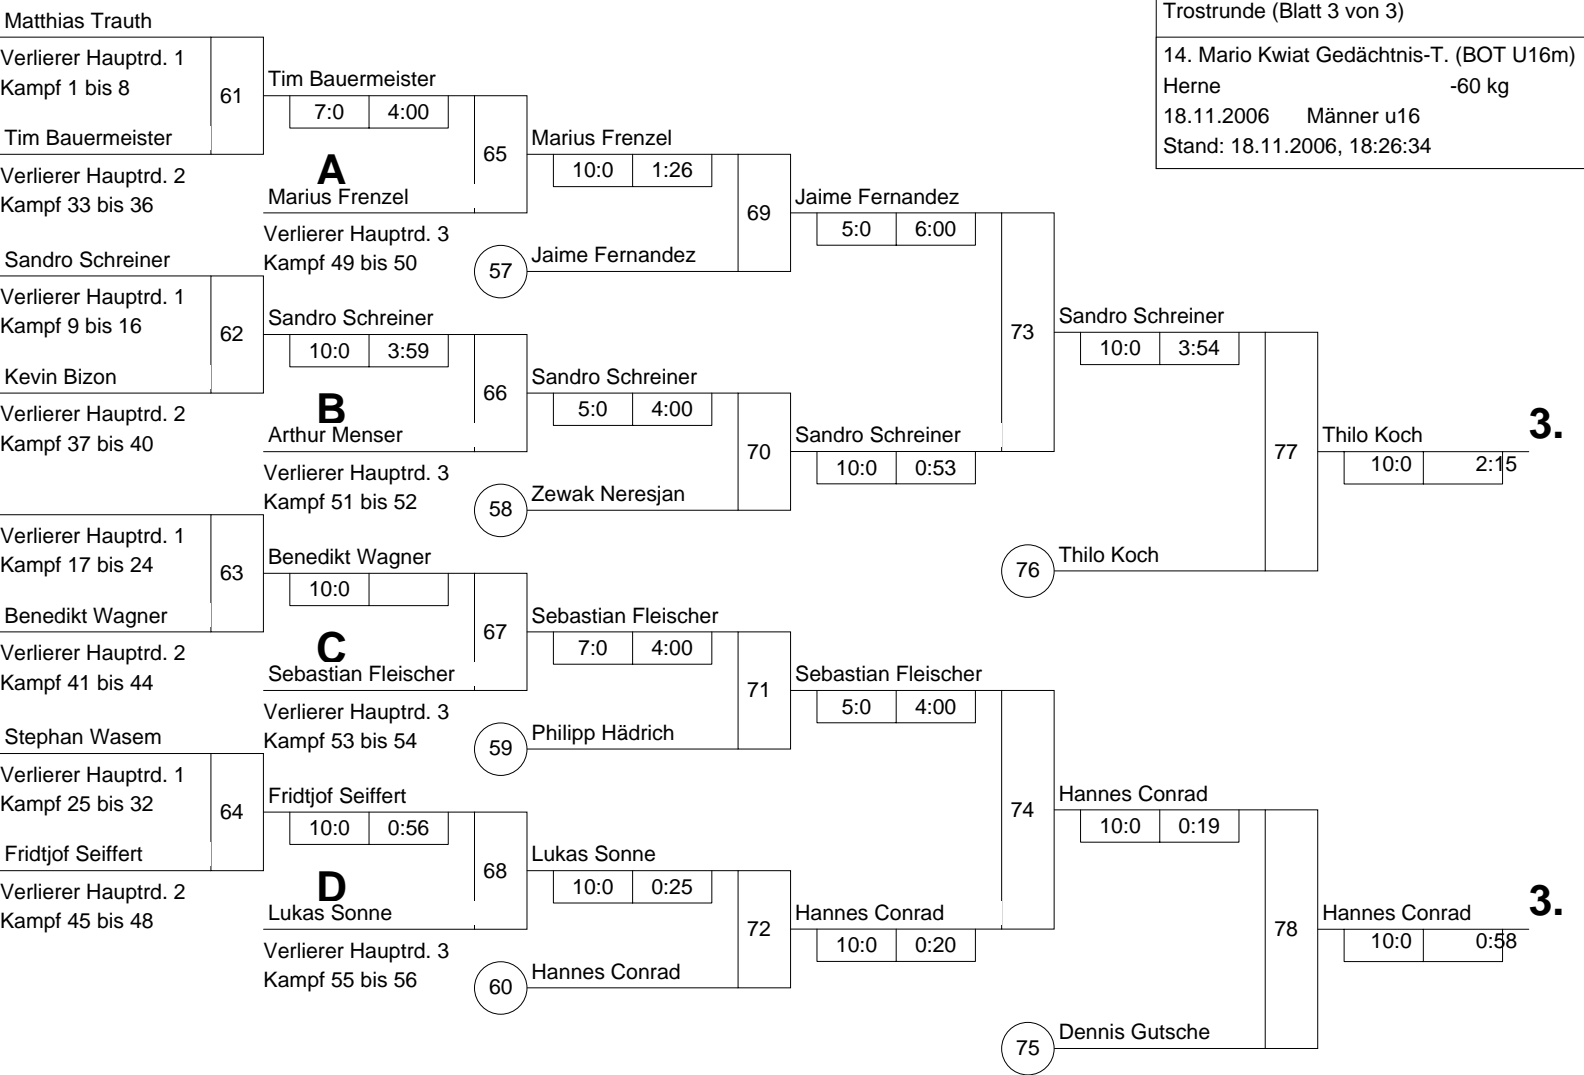 Trostrunde (Blatt 3 von 3)
14. Mario Kwiat Gedächtnis-T. (BOT U16m)
Herne -60 kg
18.11.2006 Männer u16
Stand: 18.11.2006, 18:26:34
Matthias Trauth
Verlierer Hauptrd. 1
Kampf 1 bis 8
61
Tim Bauermeister
Verlierer Hauptrd. 2
Kampf 33 bis 36
Sandro Schreiner
Verlierer Hauptrd. 1
Kampf 9 bis 16
62
Kevin Bizon
Verlierer Hauptrd. 2
Kampf 37 bis 40
Verlierer Hauptrd. 1
Kampf 17 bis 24
63
Benedikt Wagner
Verlierer Hauptrd. 2
Kampf 41 bis 44
Stephan Wasem
Verlierer Hauptrd. 1
Kampf 25 bis 32
64
Fridtjof Seiffert
Verlierer Hauptrd. 2
Kampf 45 bis 48
Tim Bauermeister
7:0 4:00
A
65
Marius Frenzel
Verlierer Hauptrd. 3
Kampf 49 bis 50
Sandro Schreiner
10:0 3:59
B
66
Arthur Menser
Verlierer Hauptrd. 3
Kampf 51 bis 52
Benedikt Wagner
10:0
C
67
Sebastian Fleischer
Verlierer Hauptrd. 3
Kampf 53 bis 54
Fridtjof Seiffert
10:0 0:56
D
68
Lukas Sonne
Verlierer Hauptrd. 3
Kampf 55 bis 56
Marius Frenzel
10:0 1:26
69
57 Jaime Fernandez
Sandro Schreiner
5:0 4:00
70
58 Zewak Neresjan
Sebastian Fleischer
7:0 4:00
71
59 Philipp Hädrich
Lukas Sonne
10:0 0:25
72
60 Hannes Conrad
Jaime Fernandez
5:0 6:00
73
Sandro Schreiner
10:0 0:53
Sebastian Fleischer
5:0 4:00
74
Hannes Conrad
10:0 0:20
Sandro Schreiner
10:0 3:54
77
76 Thilo Koch
Hannes Conrad
10:0 0:19
78
75 Dennis Gutsche
Thilo Koch 3.
10:0 2:15
Hannes Conrad 3.
10:0 0:58